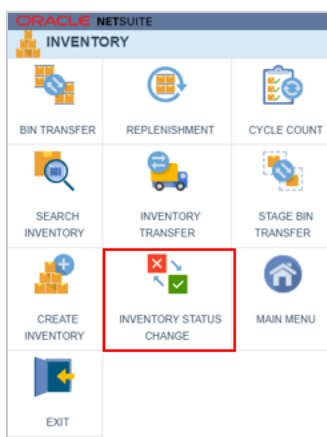 ORACLE NETSUITE
INVENTORY
BIN TRANSFER
REPLENISHMENT
CYCLE COUNT
SEARCH
INVENTORY
INVENTORY
TRANSFER
STAGE BIN
TRANSFER
CREATE
INVENTORY
INVENTORY STATUS
CHANGE
MAIN MENU
EXIT